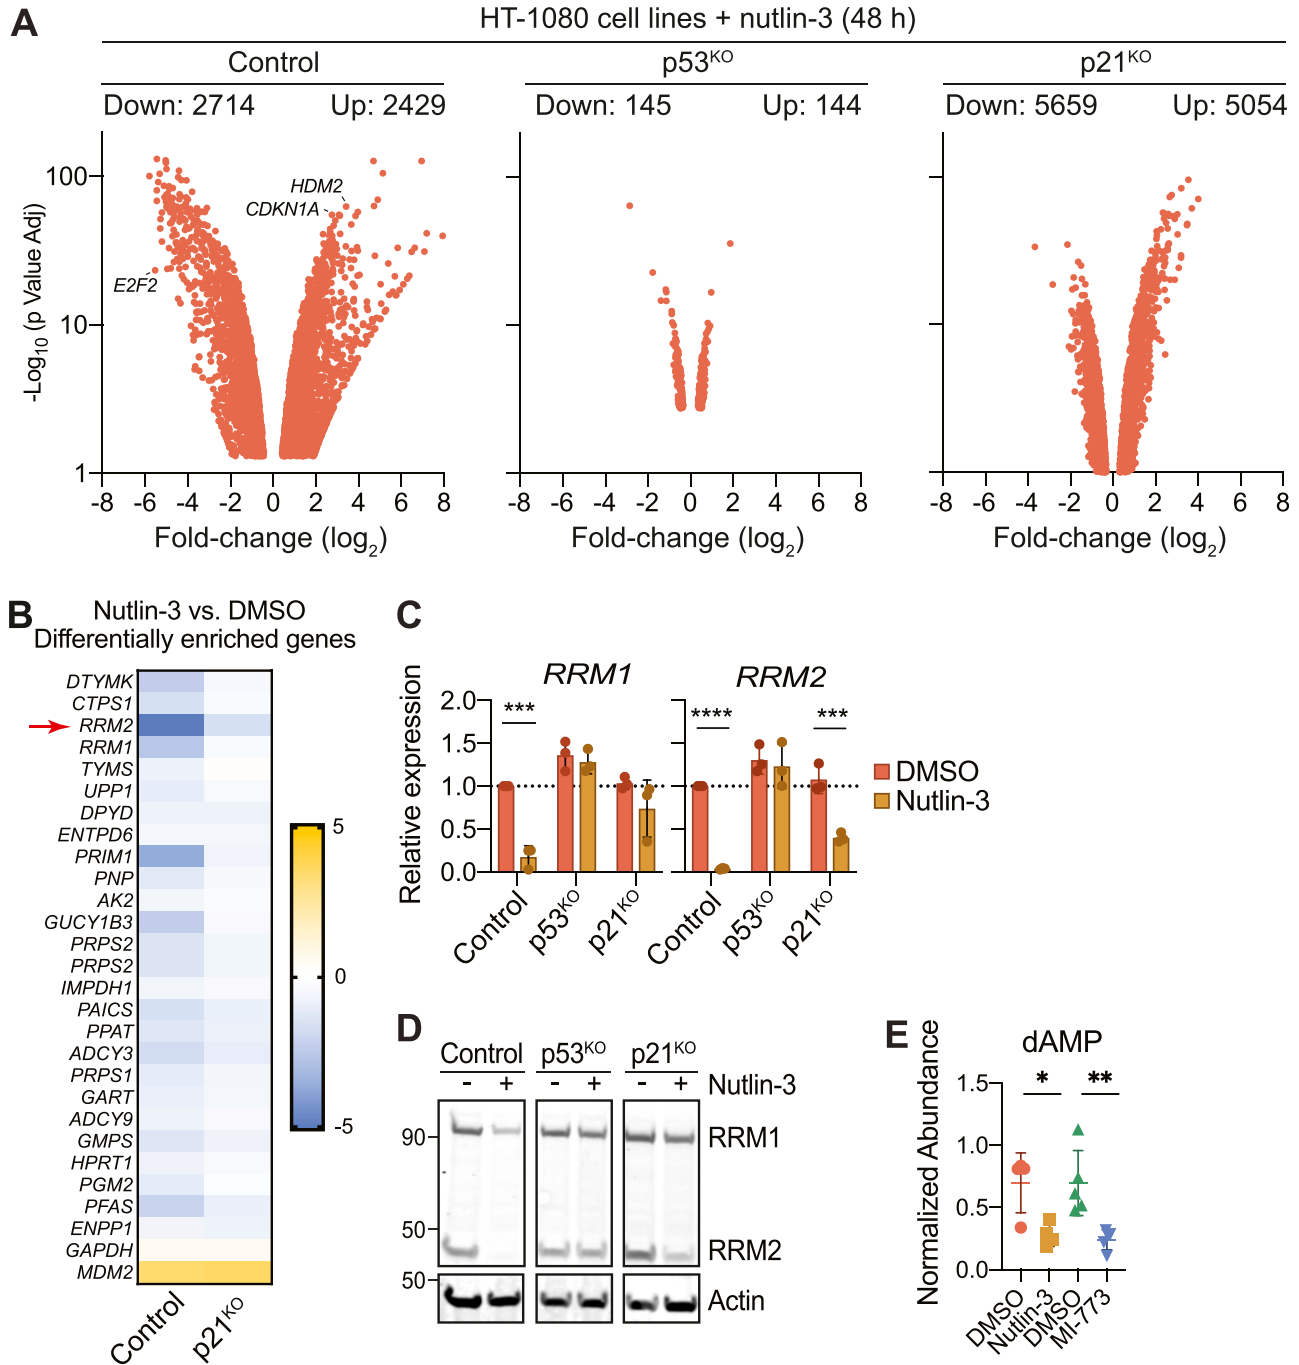 A
HT-1080 cell lines + nutlin-3 (48 h)
Control
p53KO
p21KO
Down: 2714 Up: 2429
Down: 145 Up: 144
Down: 5659 Up: 5054
-Log10 (p Value Adj)
100
10
1
HDM2
CDKN1A
E2F2
-8 -6 -4 -2 0 2 4 6 8
-8 -6 -4 -2 0 2 4 6 8
-8 -6 -4 -2 0 2 4 6 8
Fold-change (log2)
Fold-change (log2)
Fold-change (log2)
B
Nutlin-3 vs. DMSO
Differentially enriched genes
DTYMK
CTPS1
RRM2
RRM1
TYMS
UPP1
DPYD
ENTPD6
PRIM1
PNP
AK2
GUCY1B3
PRPS2
PRPS2
IMPDH1
PAICS
PPAT
ADCY3
PRPS1
GART
ADCY9
GMPS
HPRT1
PGM2
PFAS
ENPP1
GAPDH
MDM2
Control
p21KO
5
0
-5
C
RRM1
RRM2
Relative expression
2.0
1.5
1.0
0.5
0.0
***
****
***
Control
p53KO
p21KO
Control
p53KO
p21KO
DMSO
Nutlin-3
D
Control p53KO p21KO
- + - + - + Nutlin-3
90
50
50
RRM1
RRM2
Actin
E
dAMP
Normalized Abundance
1.5
1.0
0.5
0.0
* **
DMSO
Nutlin-3
DMSO
MI-773